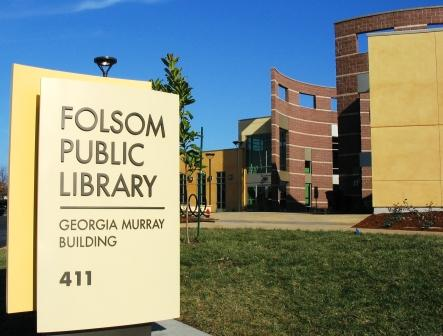 FOLSOM
PUBLIC
LIBRARY
GEORGIA MURRAY
BUILDING
411